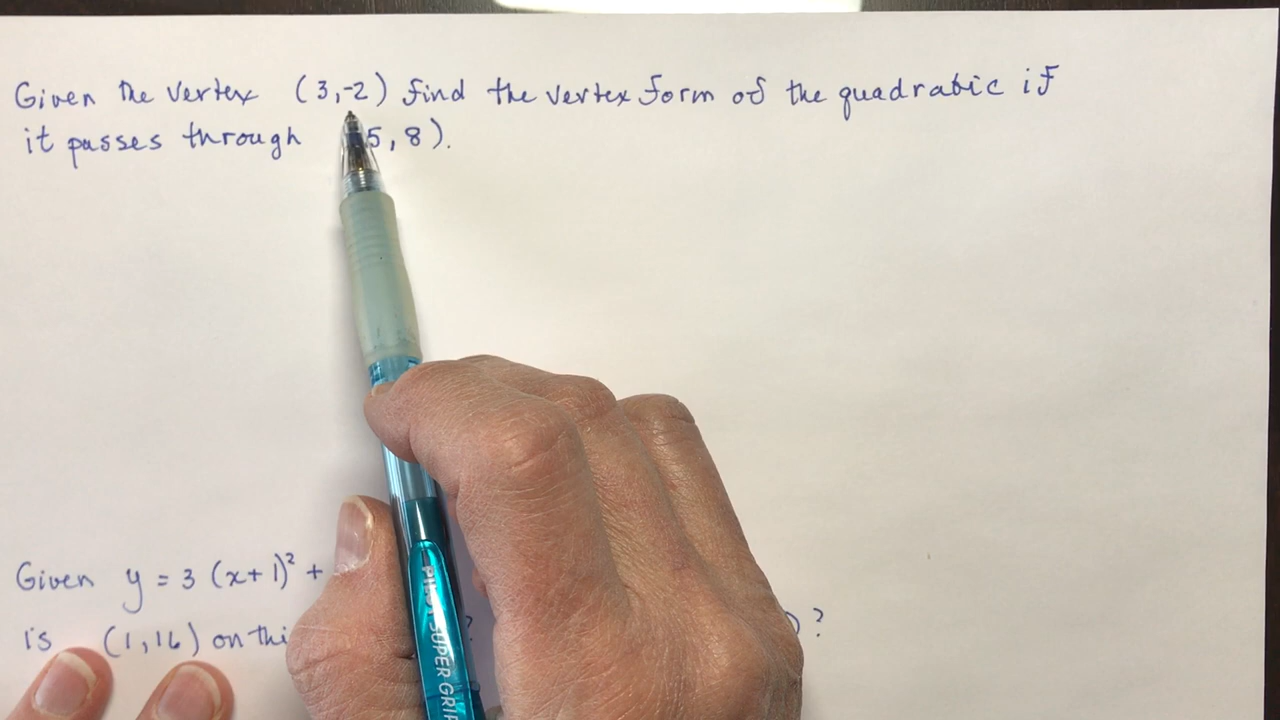 Given the vertex (3,-2) find the vertex form of the quadratic if
it passes through 5, 8).
Given y = 3 (x+1)² +
is (1,16) on thi ? ) ?
PILOT SUPER GRIP